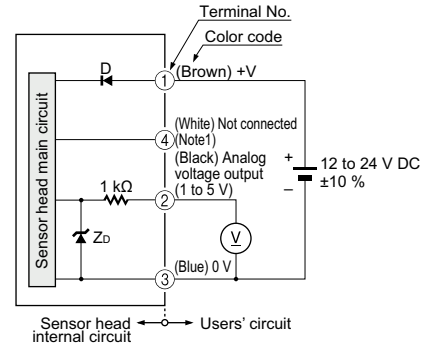 Terminal No.
Color code
D
1
(Brown) +V
Sensor head main circuit
4
(White) Not connected
(Note1)
(Black) Analog
voltage output
(1 to 5 V)
1 kΩ
2
+
–
12 to 24 V DC
±10 %
ZD
V
3
(Blue) 0 V
Sensor head
internal circuit
Users' circuit